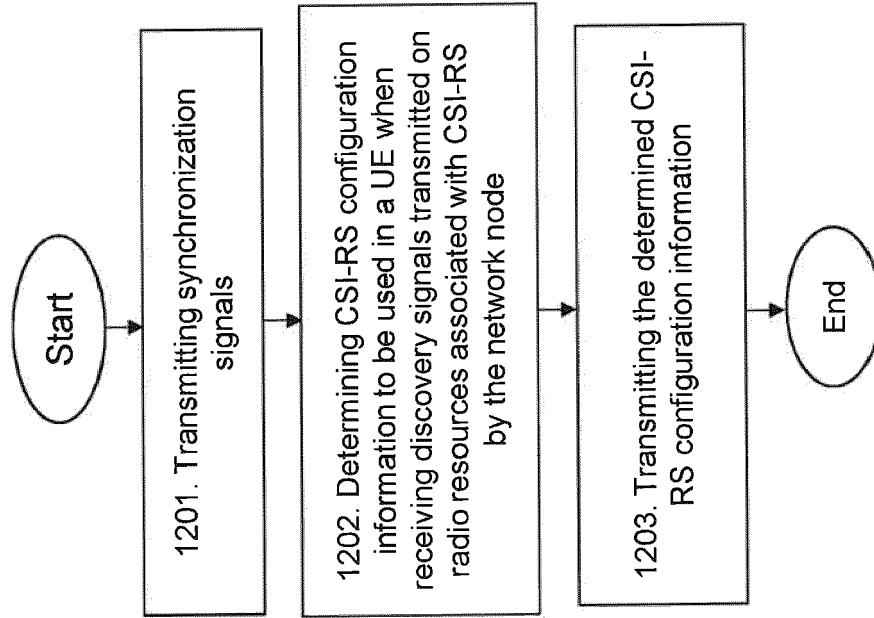 Start
1201. Transmitting synchronization
signals
1202. Determining CSI-RS configuration
information to be used in a UE when
receiving discovery signals transmitted on
radio resources associated with CSI-RS
by the network node
1203. Transmitting the determined CSI-
RS configuration information
End